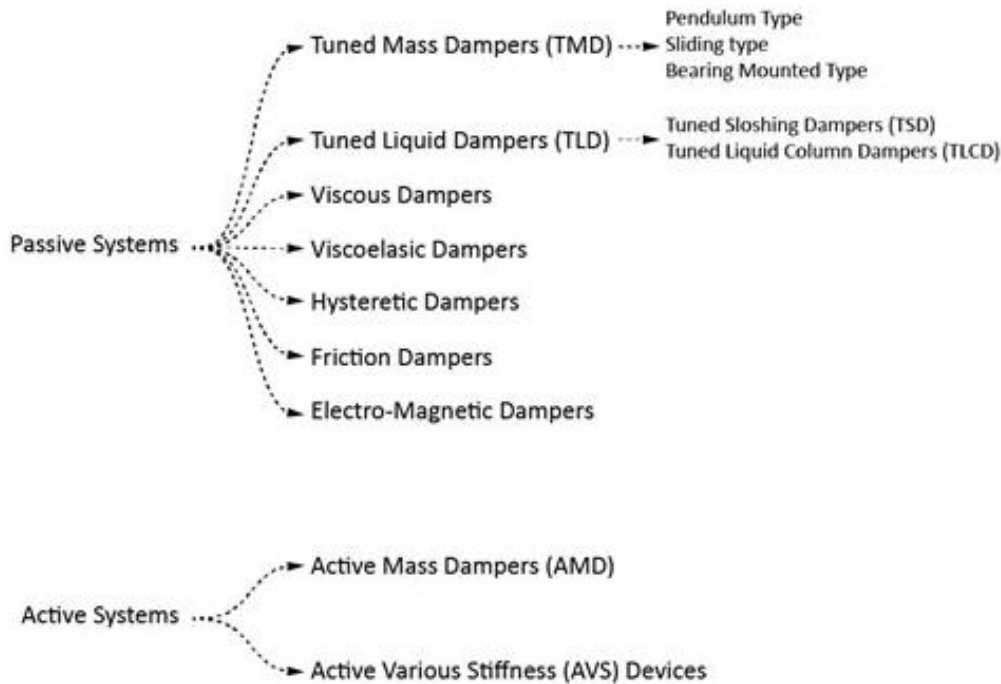 Pendulum Type
Tuned Mass Dampers (TMD)
Sliding type
Bearing Mounted Type
Tuned Liquid Dampers (TLD)
Tuned Sloshing Dampers (TSD)
Tuned Liquid Column Dampers (TLCD)
Viscous Dampers
Passive Systems
Viscoelasic Dampers
Hysteretic Dampers
Friction Dampers
Electro-Magnetic Dampers
Active Mass Dampers (AMD)
Active Systems
Active Various Stiffness (AVS) Devices